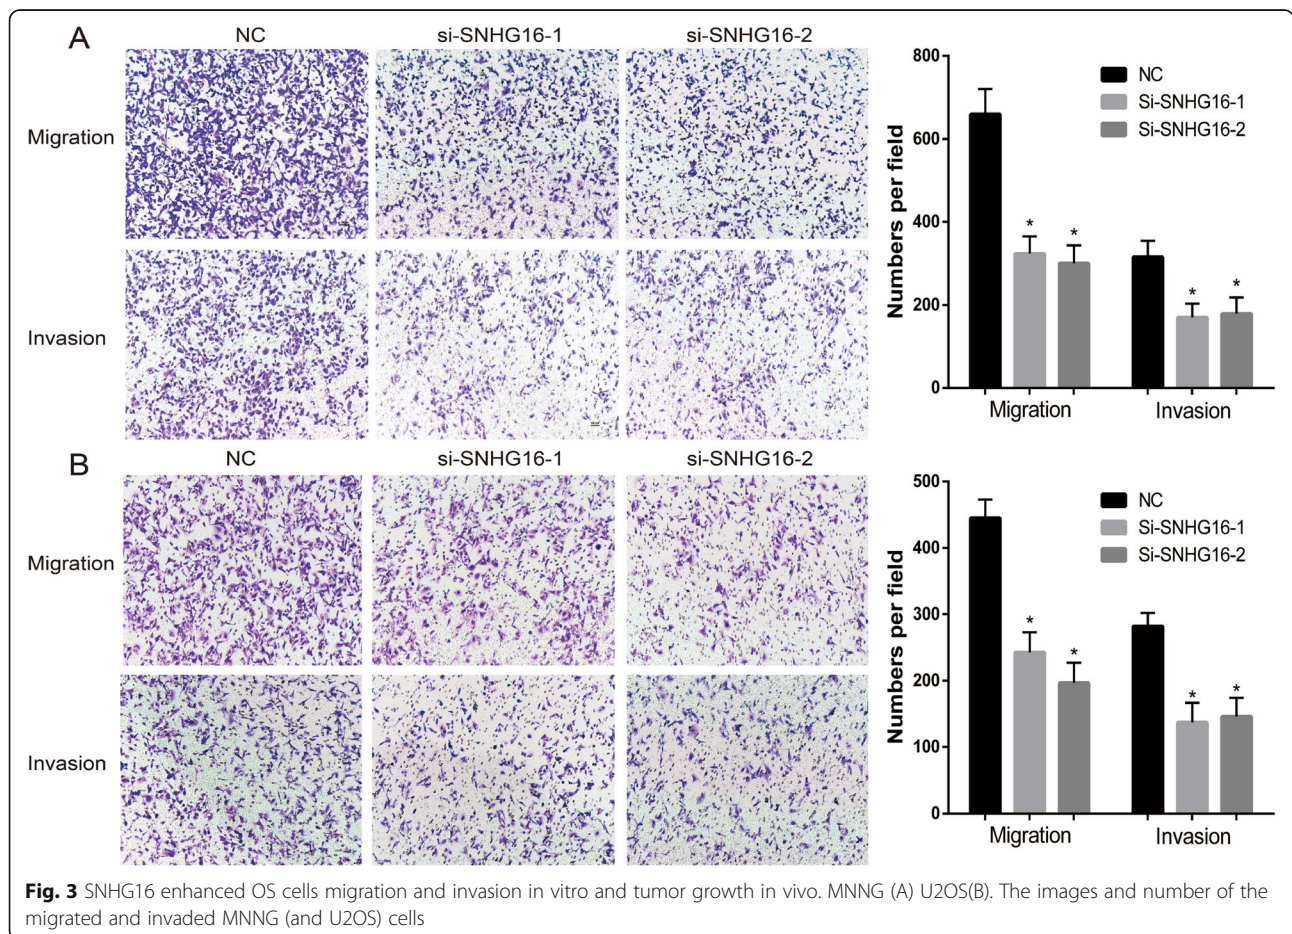 A
NC si-SNHG16-1 si-SNHG16-2
Migration
Invasion
800
600
400
200
0
Numbers per field
NC
Si-SNHG16-1
Si-SNHG16-2
* * * *
Migration Invasion
B
NC si-SNHG16-1 si-SNHG16-2
Migration
Invasion
500
400
300
200
100
0
Numbers per field
NC
Si-SNHG16-1
Si-SNHG16-2
* * * *
Migration Invasion
Fig. 3 SNHG16 enhanced OS cells migration and invasion in vitro and tumor growth in vivo. MNNG (A) U2OS(B). The images and number of the
migrated and invaded MNNG (and U2OS) cells